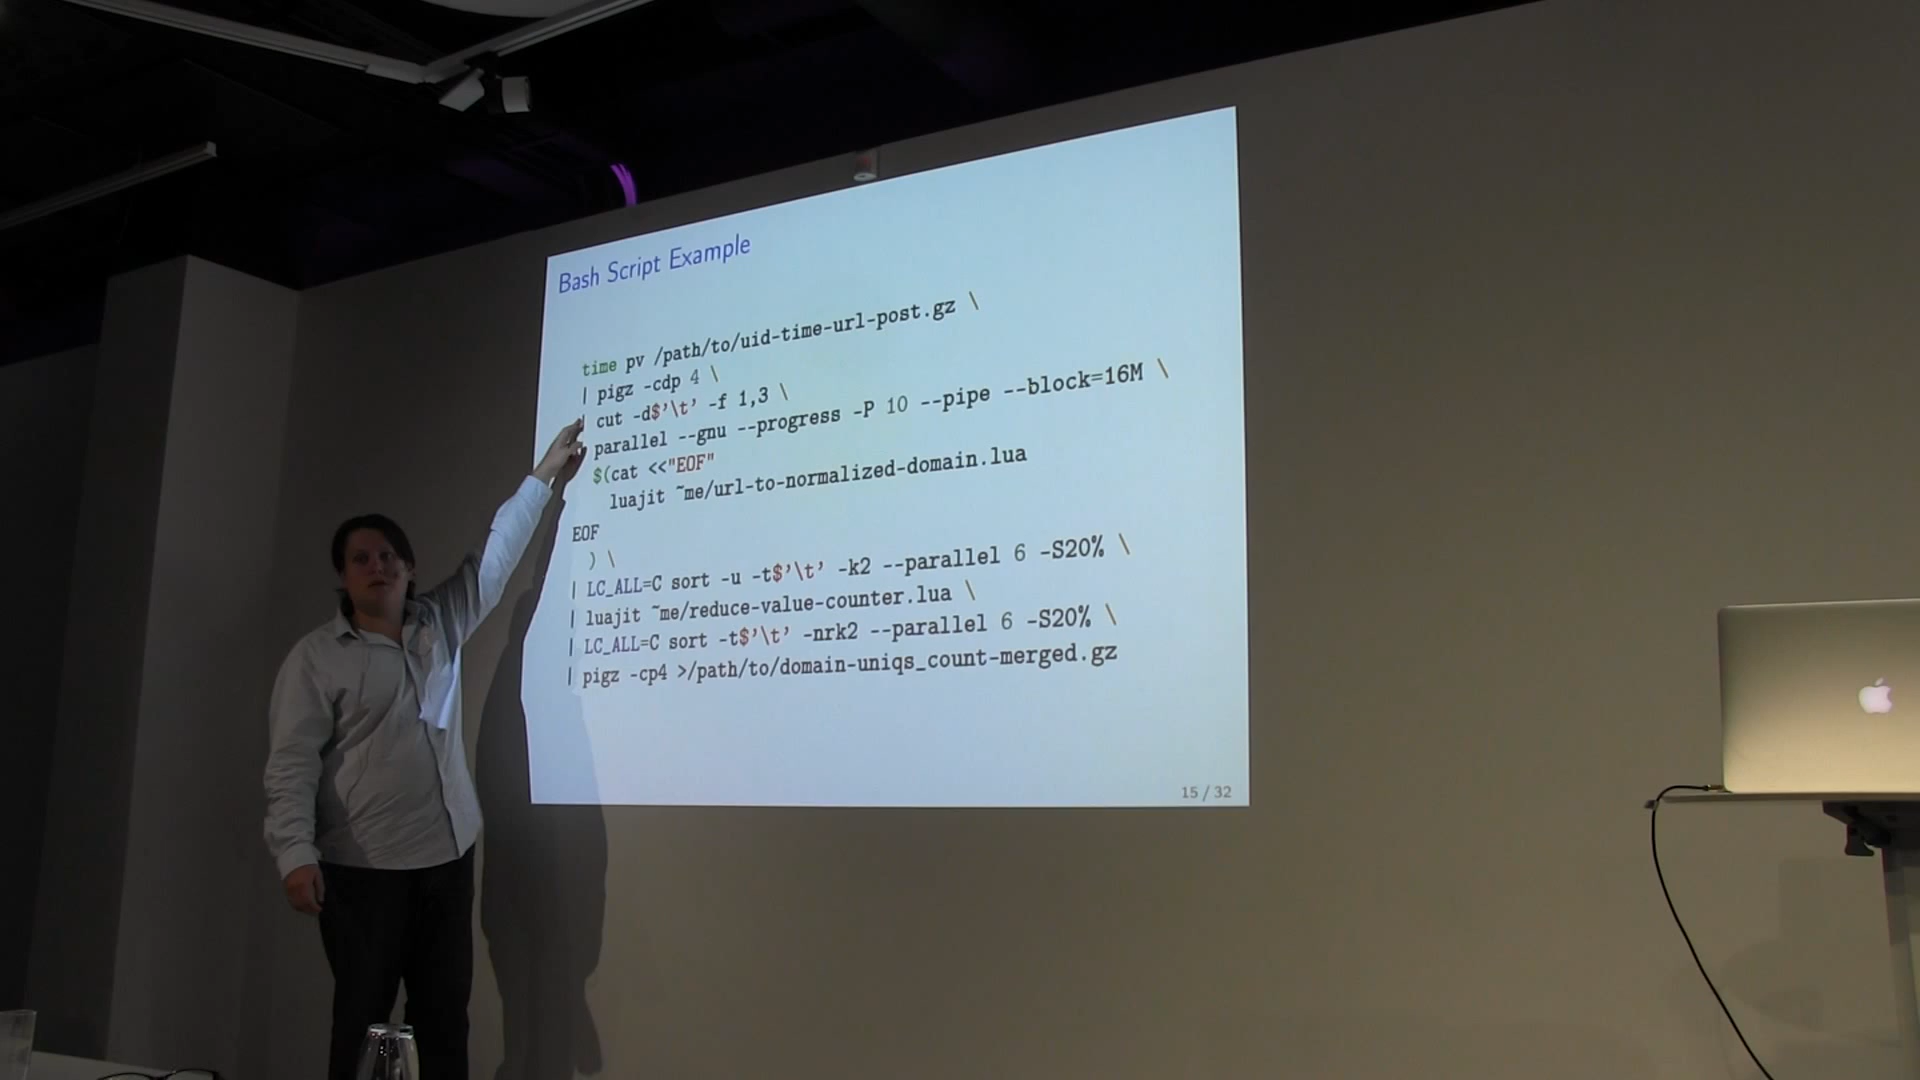 Bash Script Example
time pv /path/to/uid-time-url-post.gz \
| pigz -cdp 4 \
| cut -d$'\t' -f 1,3 \
parallel --gnu --progress -P 10 --pipe --block=16M \
$(cat <<"EOF"
luajit ~me/url-to-normalized-domain.lua
EOF
) \
| LC_ALL=C sort -u -t$'\t' -k2 --parallel 6 -S20% \
| luajit ~me/reduce-value-counter.lua \
| LC_ALL=C sort -t$'\t' -nrk2 --parallel 6 -S20% \
| pigz -cp4 >/path/to/domain-uniqs_count-merged.gz
15 / 32